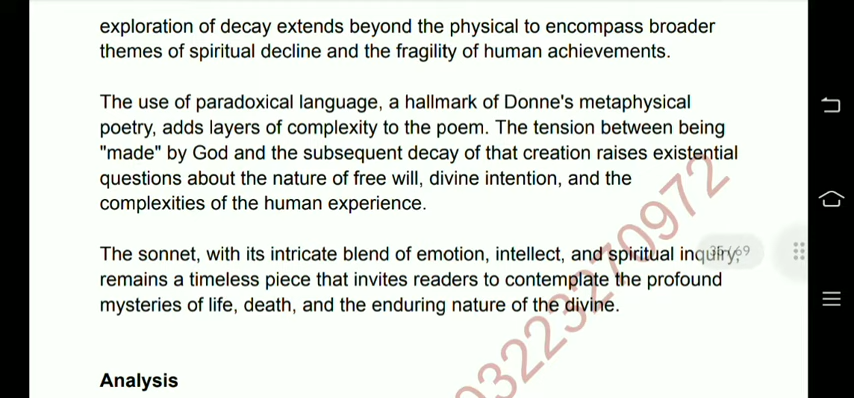 exploration of decay extends beyond the physical to encompass broader
themes of spiritual decline and the fragility of human achievements.
The use of paradoxical language, a hallmark of Donne's metaphysical
poetry, adds layers of complexity to the poem. The tension between being
"made" by God and the subsequent decay of that creation raises existential
questions about the nature of free will, divine intention, and the
complexities of the human experience.
The sonnet, with its intricate blend of emotion, intellect, and spiritual inquiry,
remains a timeless piece that invites readers to contemplate the profound
mysteries of life, death, and the enduring nature of the divine.
Analysis
03223270972